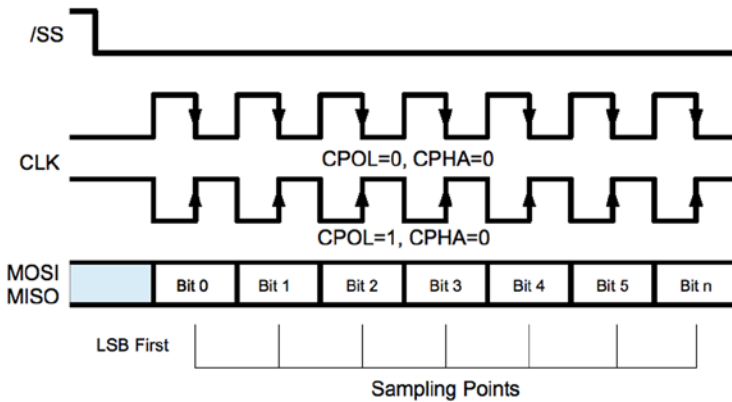 /SS
CPOL=0, CPHA=0
CLK
CPOL=1, CPHA=0
MOSI
MISO
Bit 0 Bit 1 Bit 2 Bit 3 Bit 4 Bit 5 Bit n
LSB First
Sampling Points